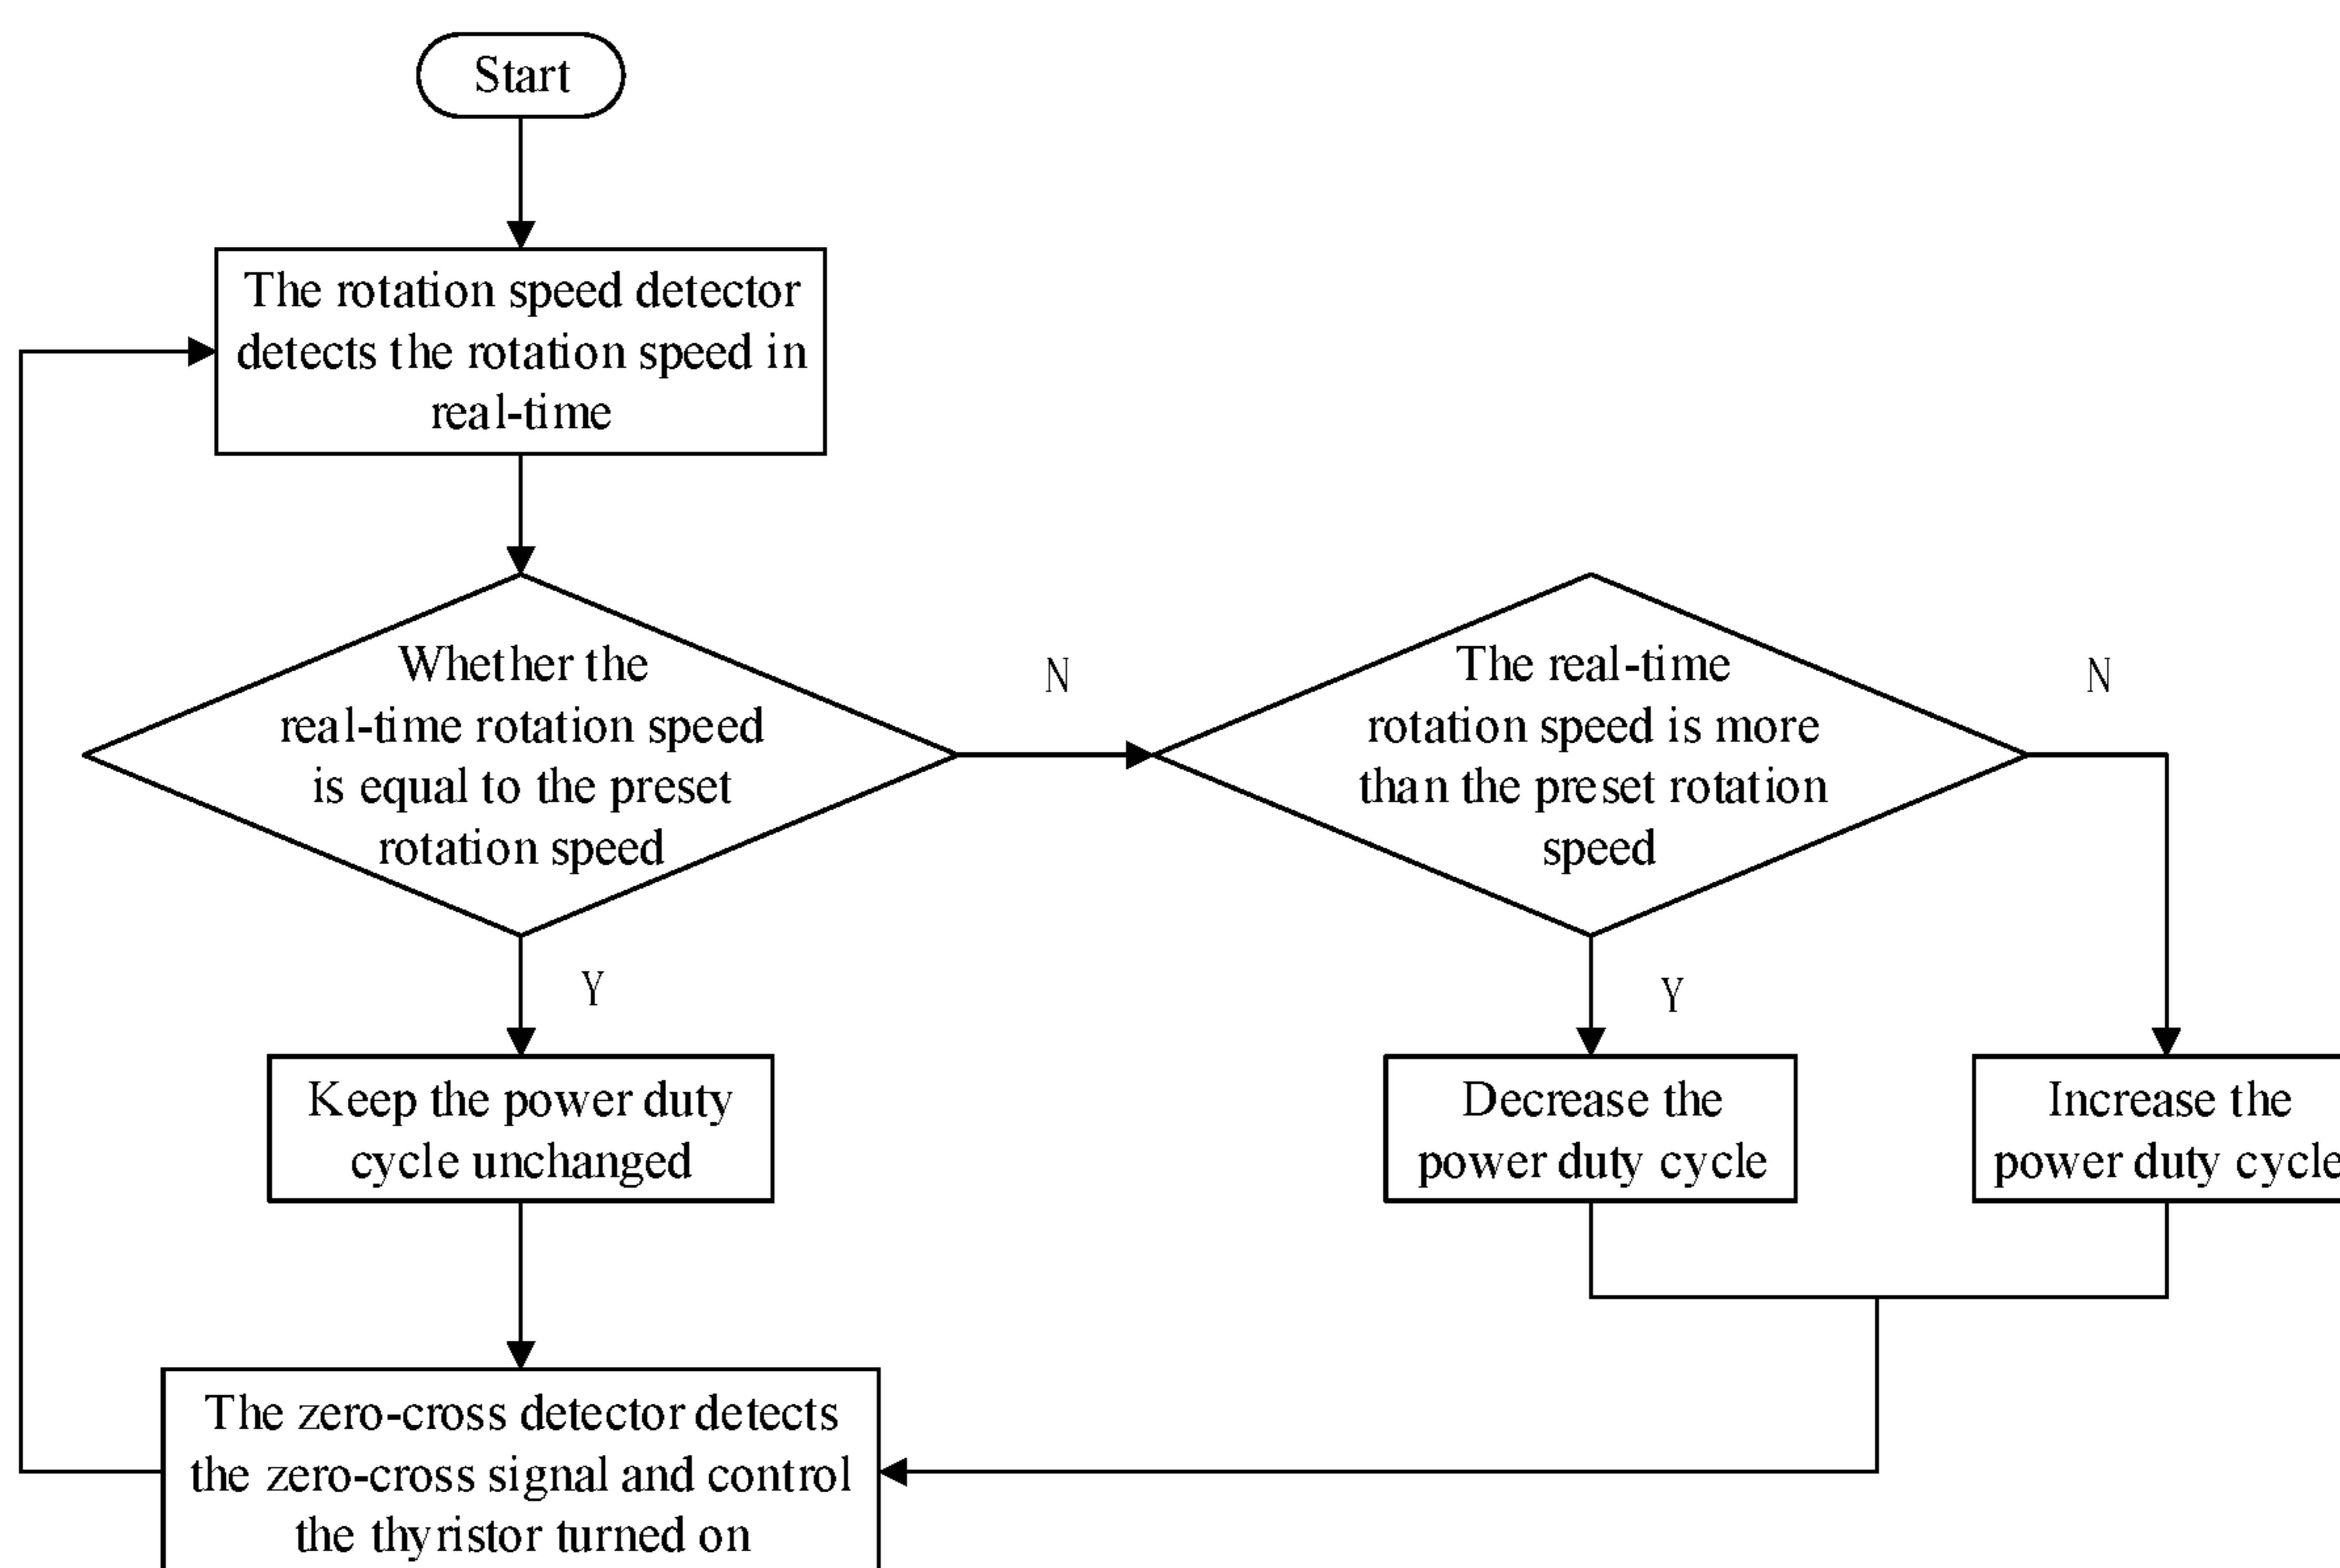 Start
The rotation speed detector
detects the rotation speed in
real-time
Whether the
real-time rotation speed
is equal to the preset
rotation speed
N
The real-time
rotation speed is more
than the preset rotation
speed
N
Y
Y
Keep the power duty
cycle unchanged
Decrease the
power duty cycle
Increase the
power duty cycle
The zero-cross detector detects
the zero-cross signal and control
the thyristor turned on